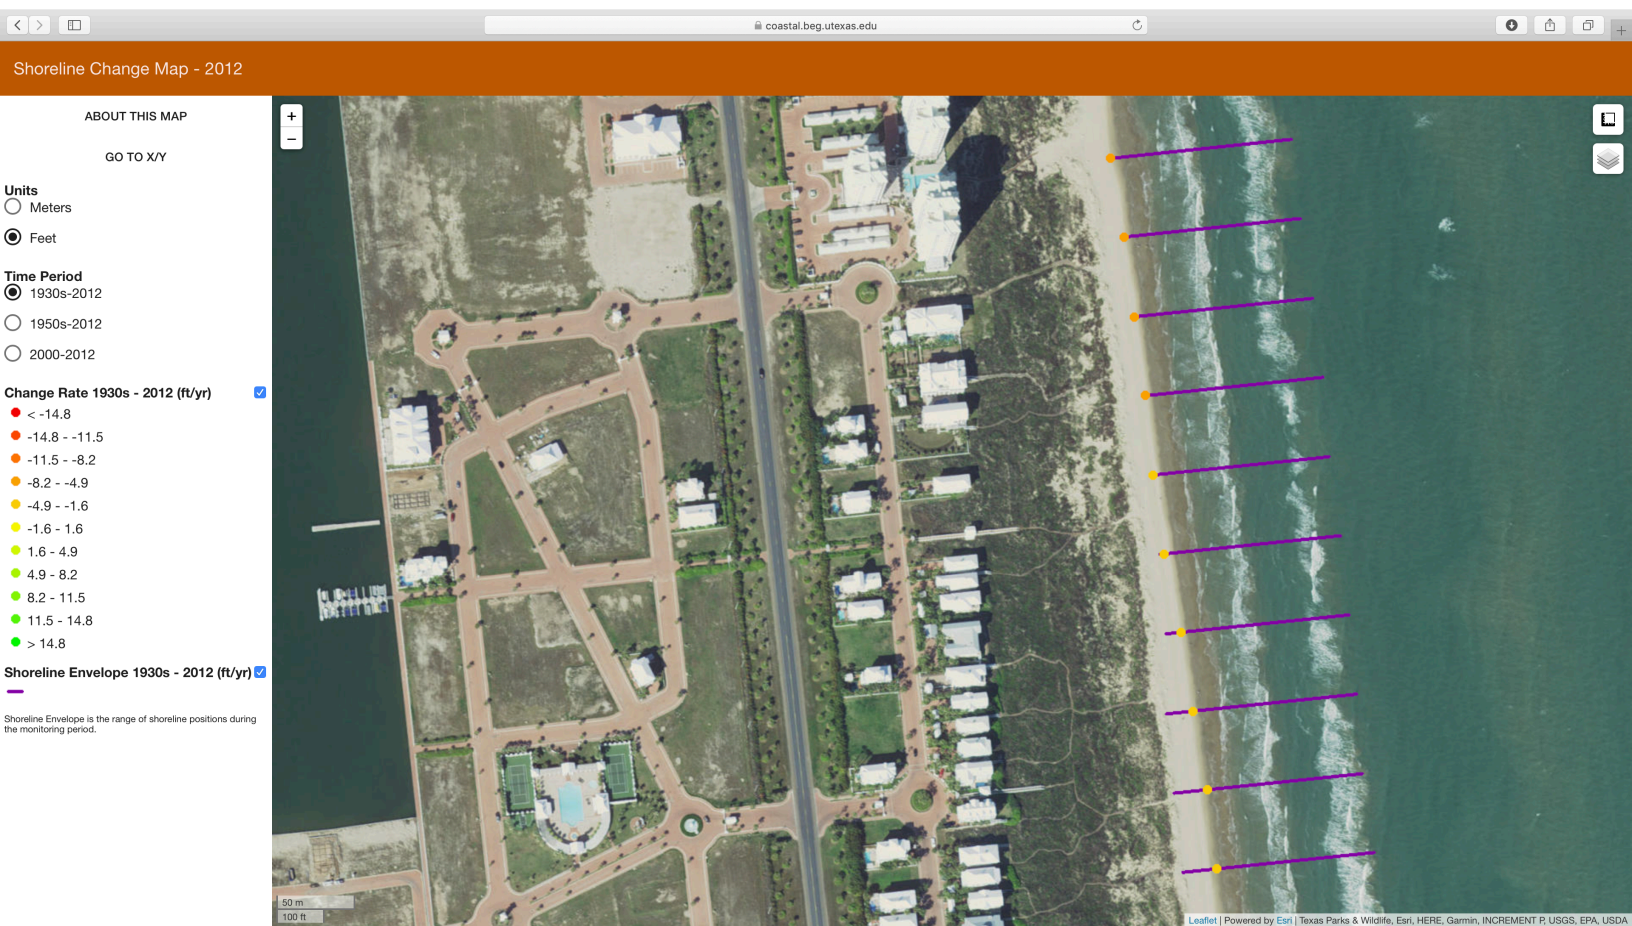 coastal.beg.utexas.edu
Shoreline Change Map - 2012
ABOUT THIS MAP
GO TO X/Y
Units
Meters
Feet
Time Period
1930s-2012
1950s-2012
2000-2012
Change Rate 1930s - 2012 (ft/yr)
< -14.8
-14.8 - -11.5
-11.5 - -8.2
-8.2 - -4.9
-4.9 - -1.6
-1.6 - 1.6
1.6 - 4.9
4.9 - 8.2
8.2 - 11.5
11.5 - 14.8
> 14.8
Shoreline Envelope 1930s - 2012 (ft/yr)
Shoreline Envelope is the range of shoreline positions during
the monitoring period.
+
−
50 m
100 ft
Leaflet | Powered by Esri | Texas Parks & Wildlife, Esri, HERE, Garmin, INCREMENT P, USGS, EPA, USDA